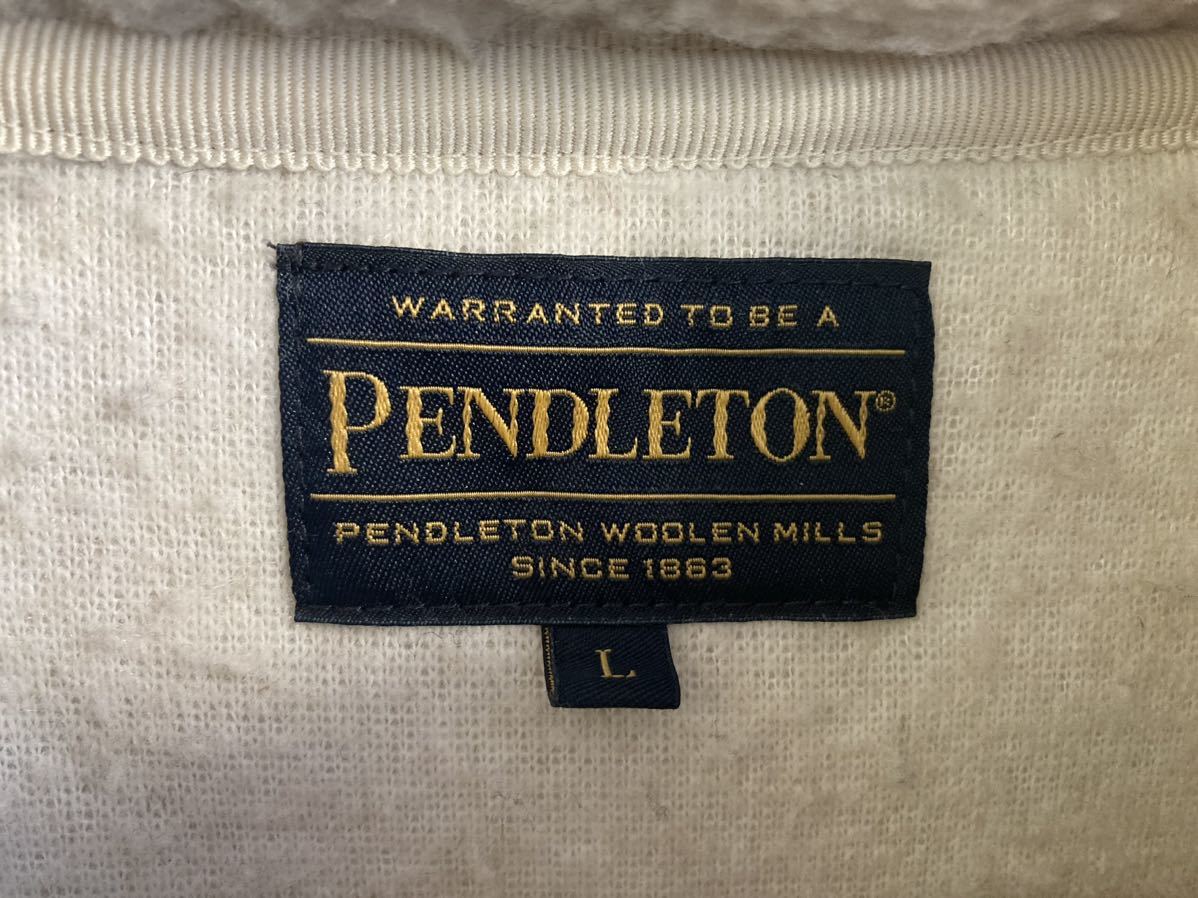 WARRANTED TO BE A
PENDLETON®
PENDLETON WOOLEN MILLS
SINCE 1863
L